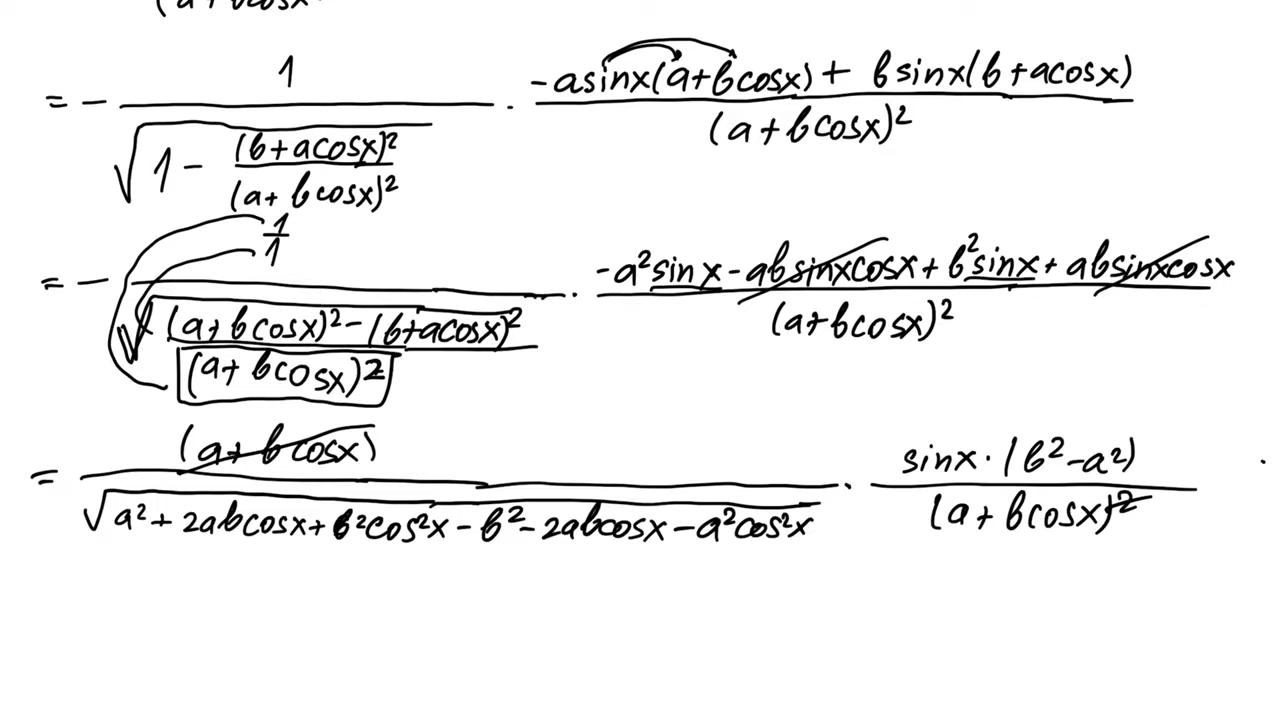 (a+bcosx
= - 1/√(1 - (b+acosx)²/(a+bcosx)²) · (-asinx(a+bcosx) + bsinx(b+acosx))/(a+bcosx)²
= - (1/1)/√(((a+bcosx)² - (b+acosx)²)/(a+bcosx)²) · (-a²sinx - absinxcosx + b²sinx + absinxcosx)/(a+bcosx)²
= (a+bcosx)/√(a² + 2abcosx + b²cos²x - b² - 2abcosx - a²cos²x) · (sinx·(b²-a²))/(a+bcosx)²